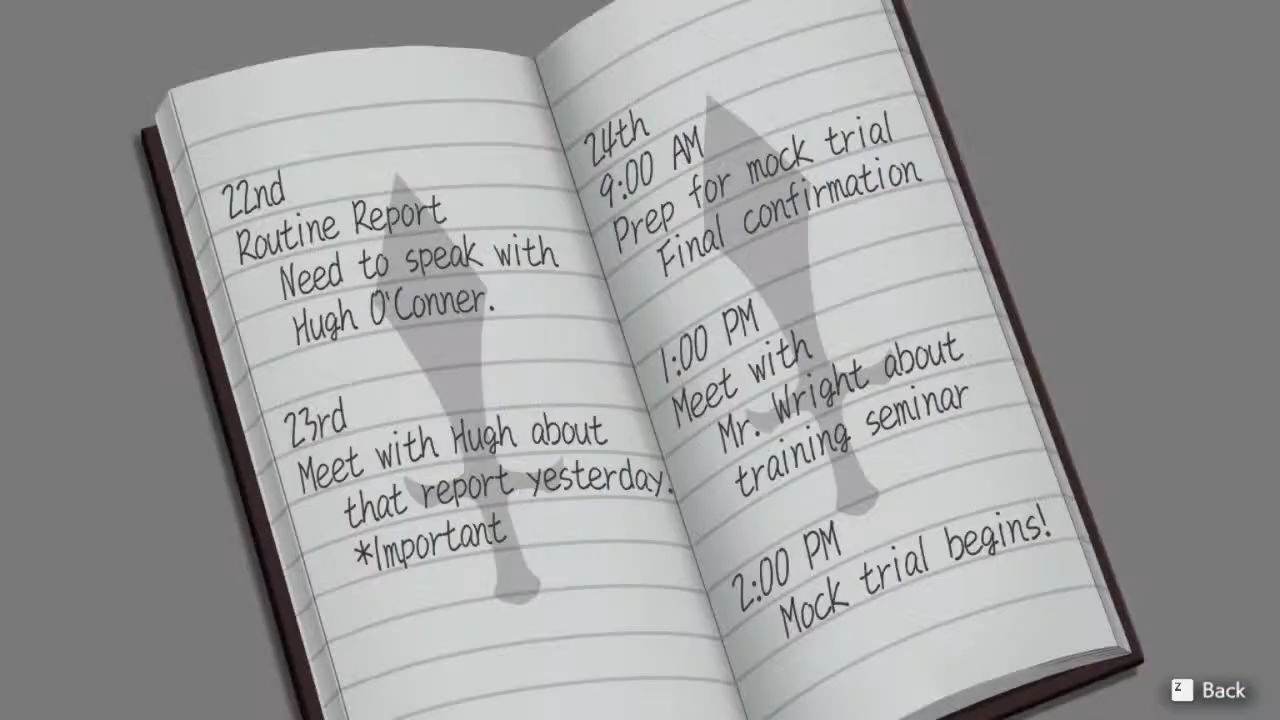 22nd
Routine Report
Need to speak with
Hugh O'Conner.
23rd
Meet with Hugh about
that report yesterday.
*Important
24th
9:00 AM
Prep for mock trial
Final confirmation
1:00 PM
Meet with
Mr. Wright about
training seminar
2:00 PM
Mock trial begins!
Z Back